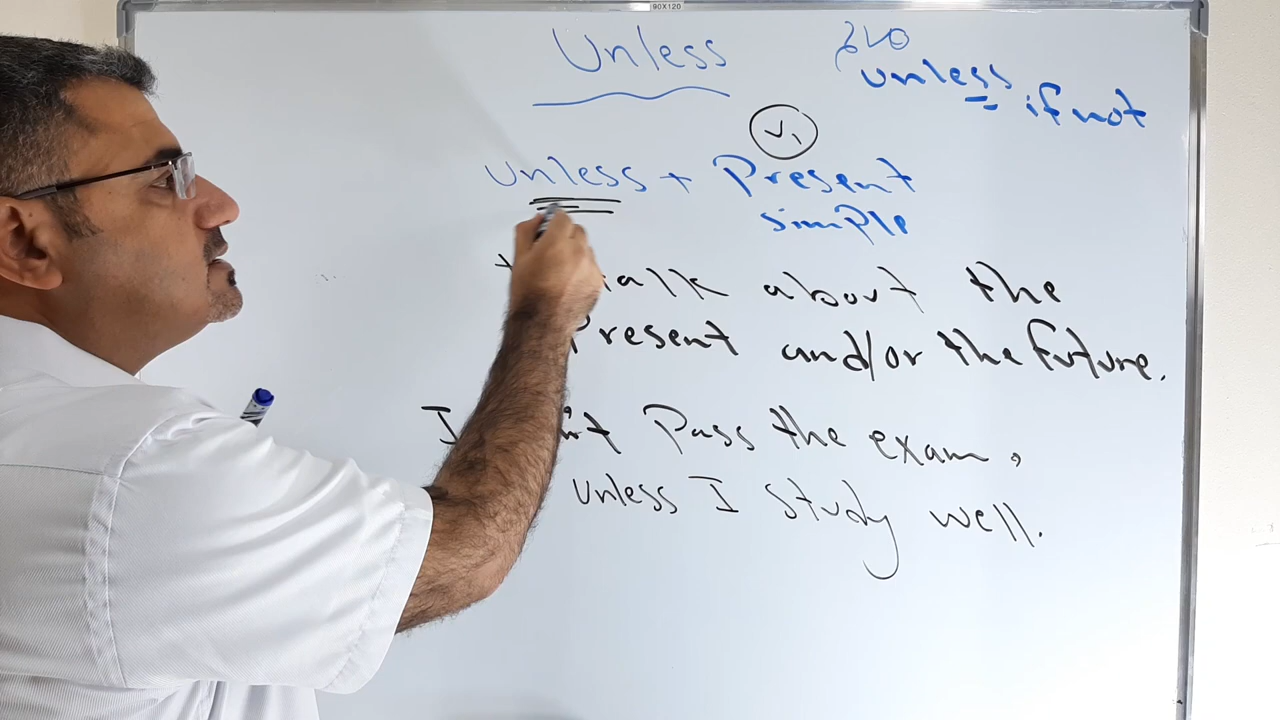 90X120
Unless
unless = if not
V1
unless + Present
simple
talk about the
Present and/or the future.
I Pass the exam,
unless I study well.